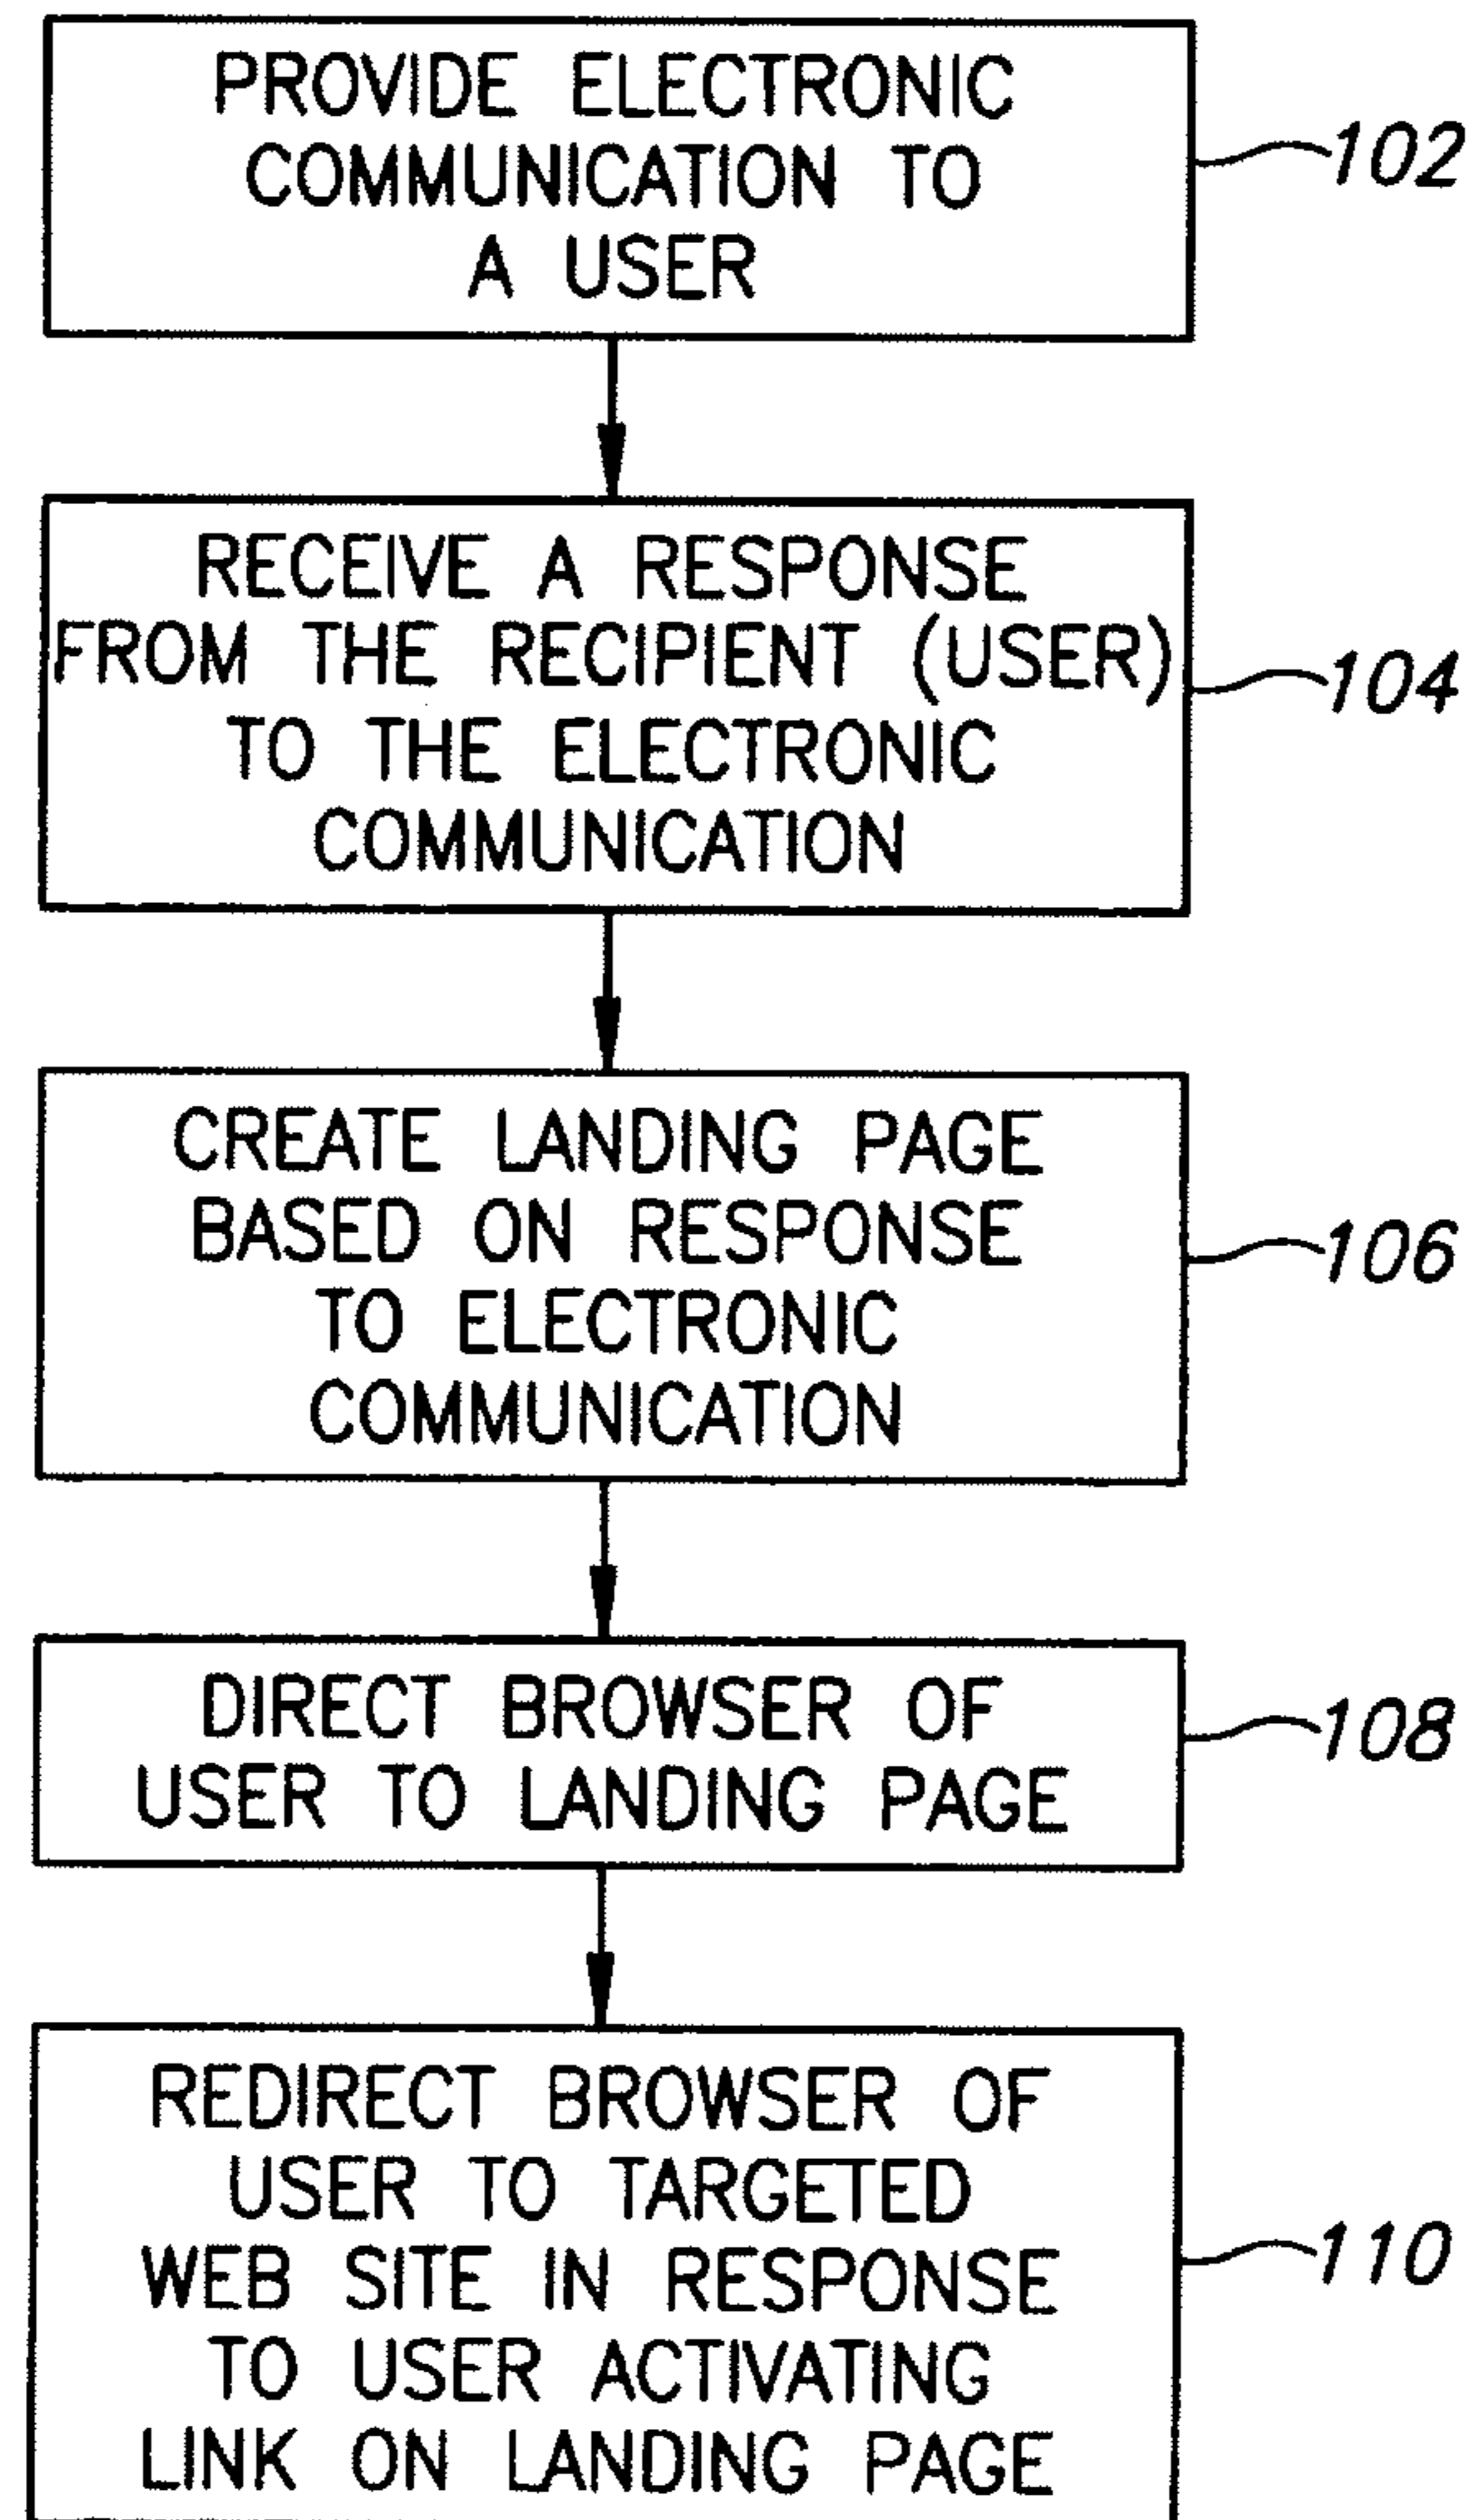 PROVIDE ELECTRONIC
COMMUNICATION TO
A USER
102
RECEIVE A RESPONSE
FROM THE RECIPIENT (USER)
TO THE ELECTRONIC
COMMUNICATION
104
CREATE LANDING PAGE
BASED ON RESPONSE
TO ELECTRONIC
COMMUNICATION
106
DIRECT BROWSER OF
USER TO LANDING PAGE
108
REDIRECT BROWSER OF
USER TO TARGETED
WEB SITE IN RESPONSE
TO USER ACTIVATING
LINK ON LANDING PAGE
110